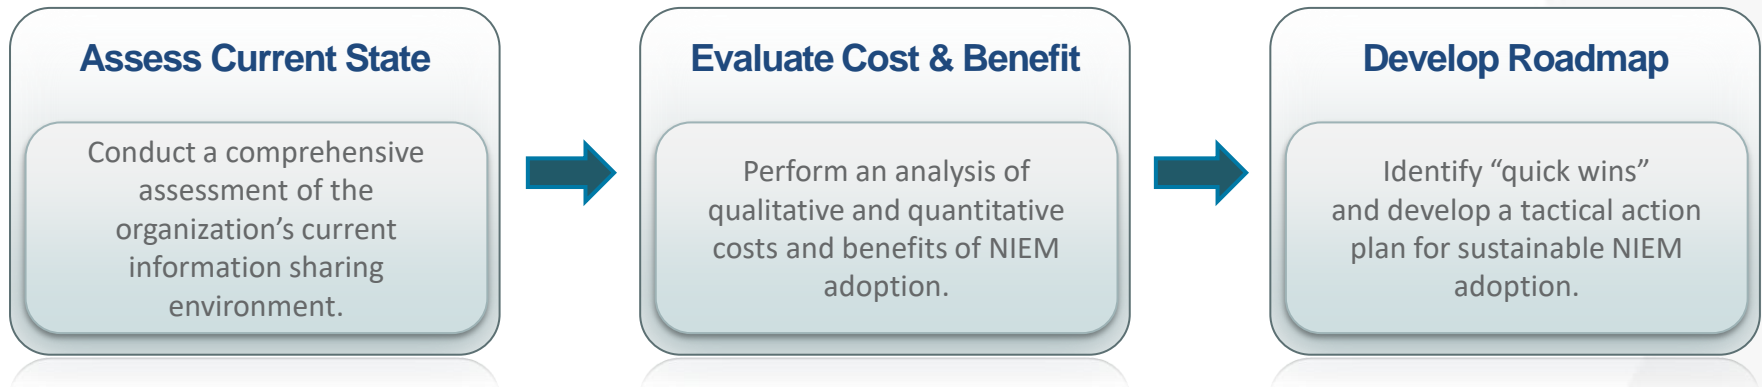 Assess Current State
Conduct a comprehensive
assessment of the
organization’s current
information sharing
environment.
Evaluate Cost & Benefit
Perform an analysis of
qualitative and quantitative
costs and benefits of NIEM
adoption.
Develop Roadmap
Identify “quick wins”
and develop a tactical action
plan for sustainable NIEM
adoption.